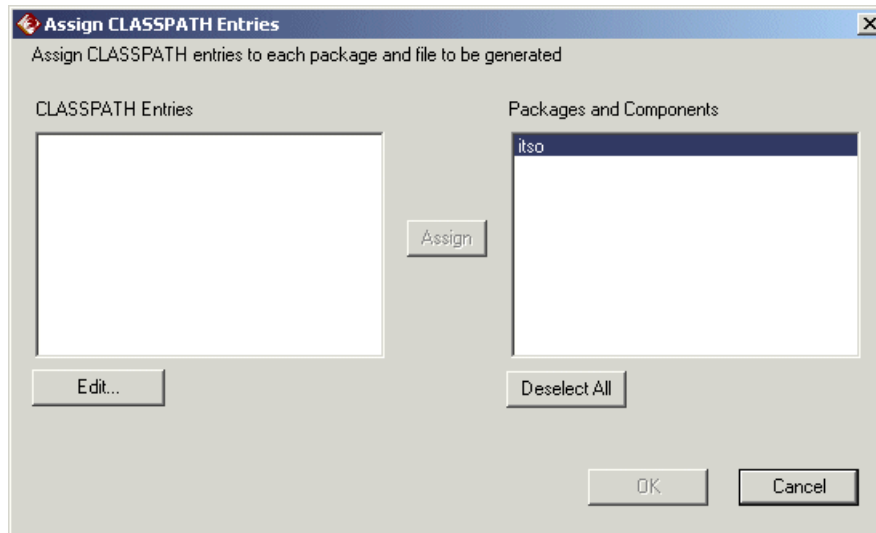 Assign CLASSPATH Entries
Assign CLASSPATH entries to each package and file to be generated
CLASSPATH Entries
Packages and Components
itso
Assign
Edit...
Deselect All
OK
Cancel